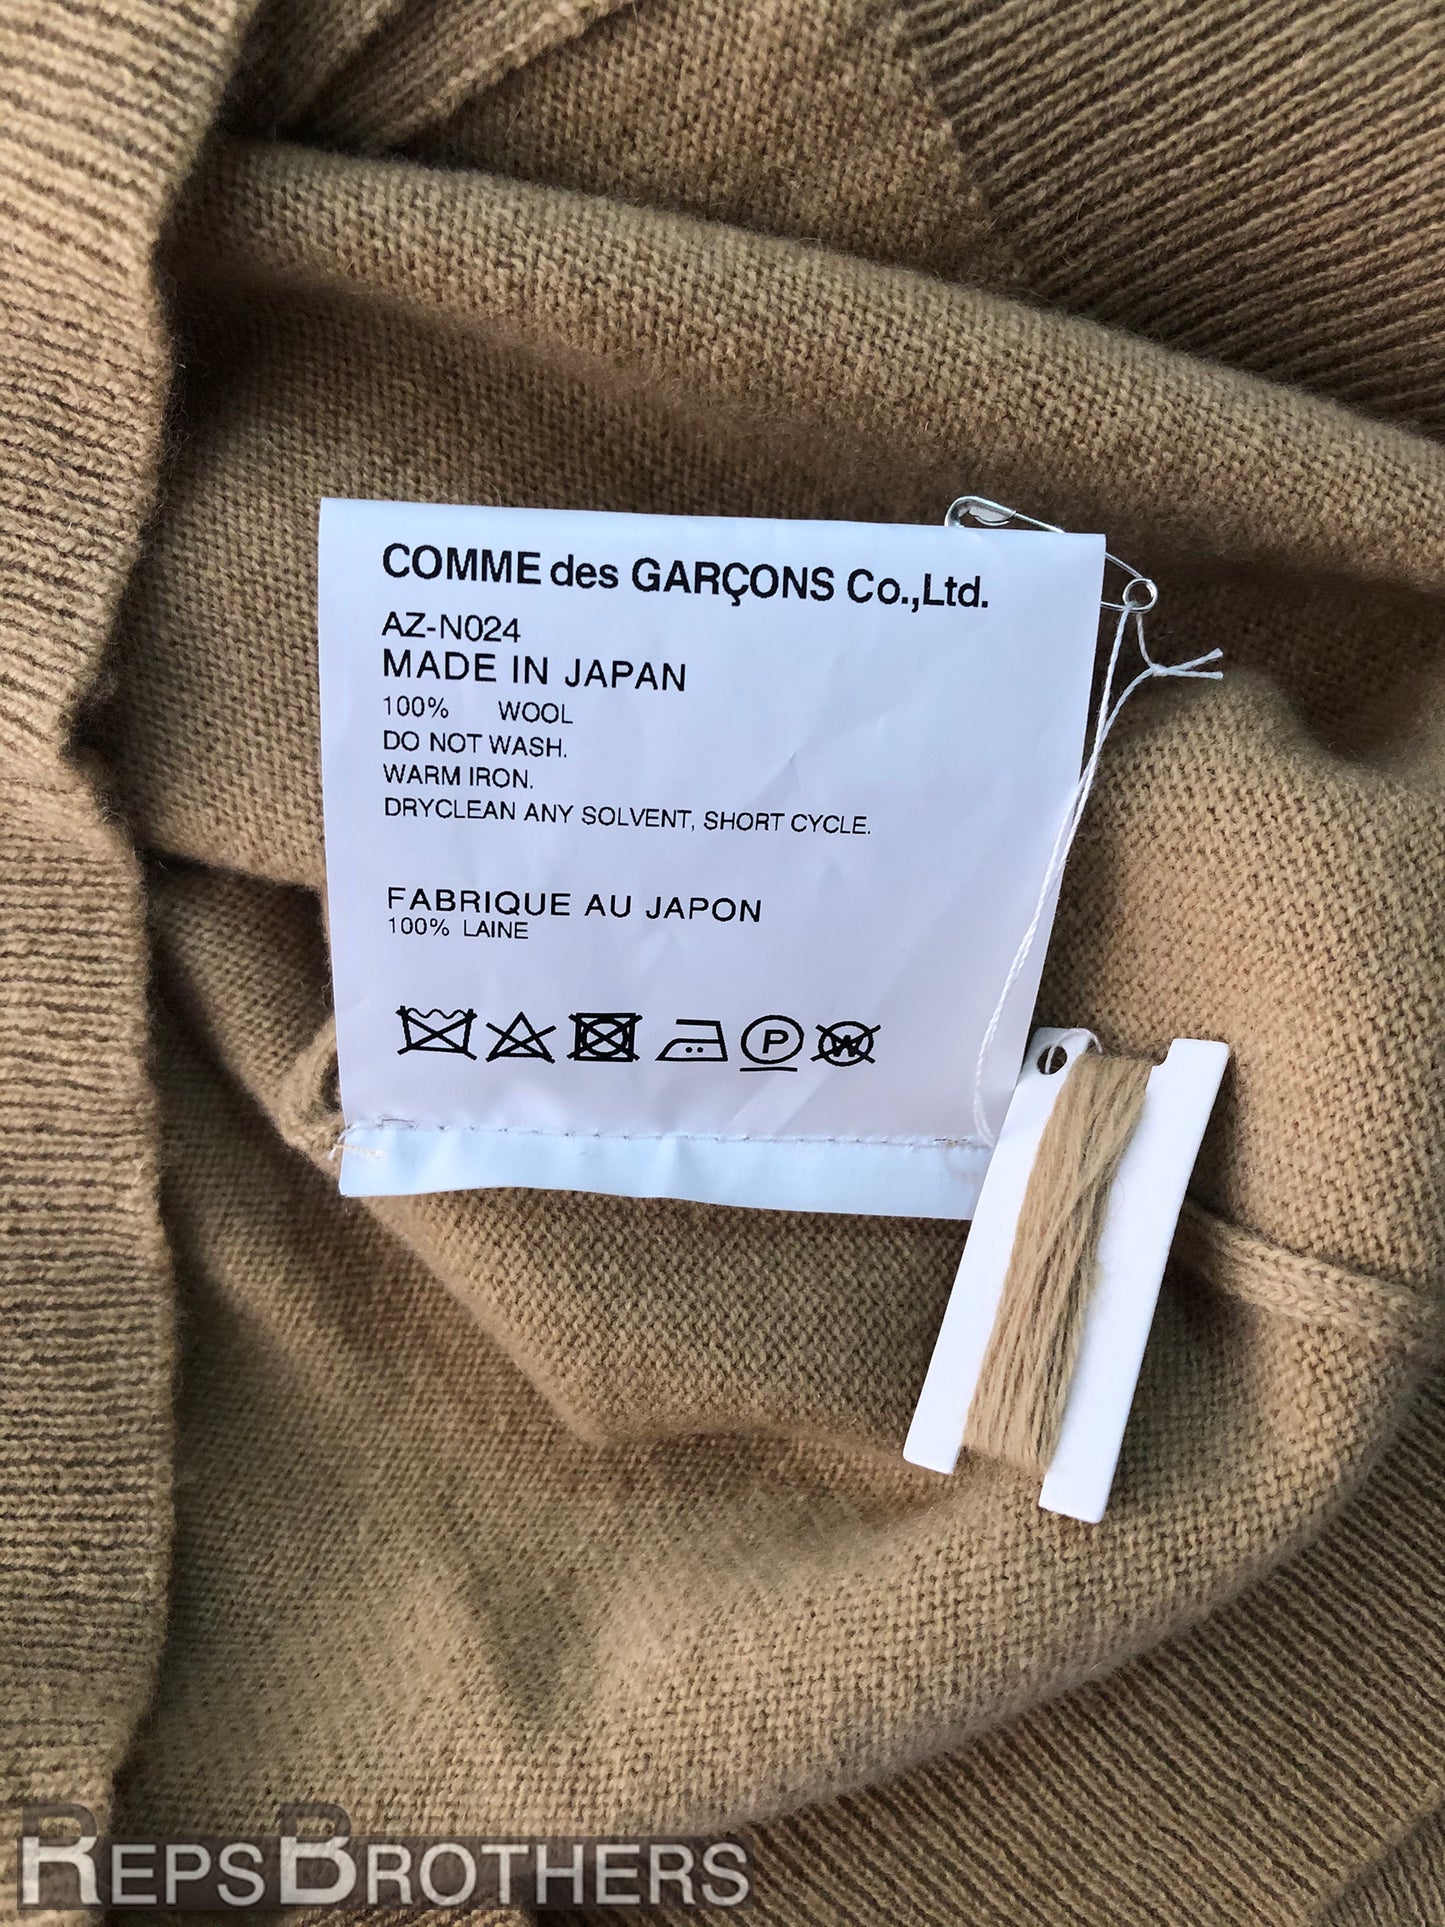 COMME des GARÇONS Co.,Ltd.
AZ-N024
MADE IN JAPAN
100% WOOL
DO NOT WASH.
WARM IRON.
DRYCLEAN ANY SOLVENT, SHORT CYCLE.
FABRIQUE AU JAPON
100% LAINE
P
W
REPSBROTHERS